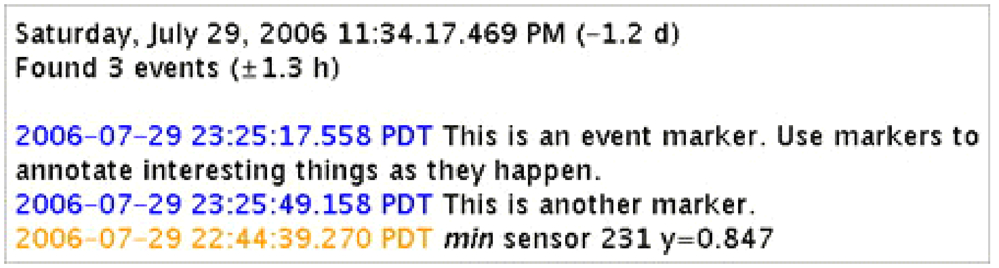 Saturday, July 29, 2006 11:34.17.469 PM (−1.2 d)
Found 3 events (±1.3 h)
2006−07−29 23:25:17.558 PDT This is an event marker. Use markers to
annotate interesting things as they happen.
2006−07−29 23:25:49.158 PDT This is another marker.
2006−07−29 22:44:39.270 PDT min sensor 231 y=0.847